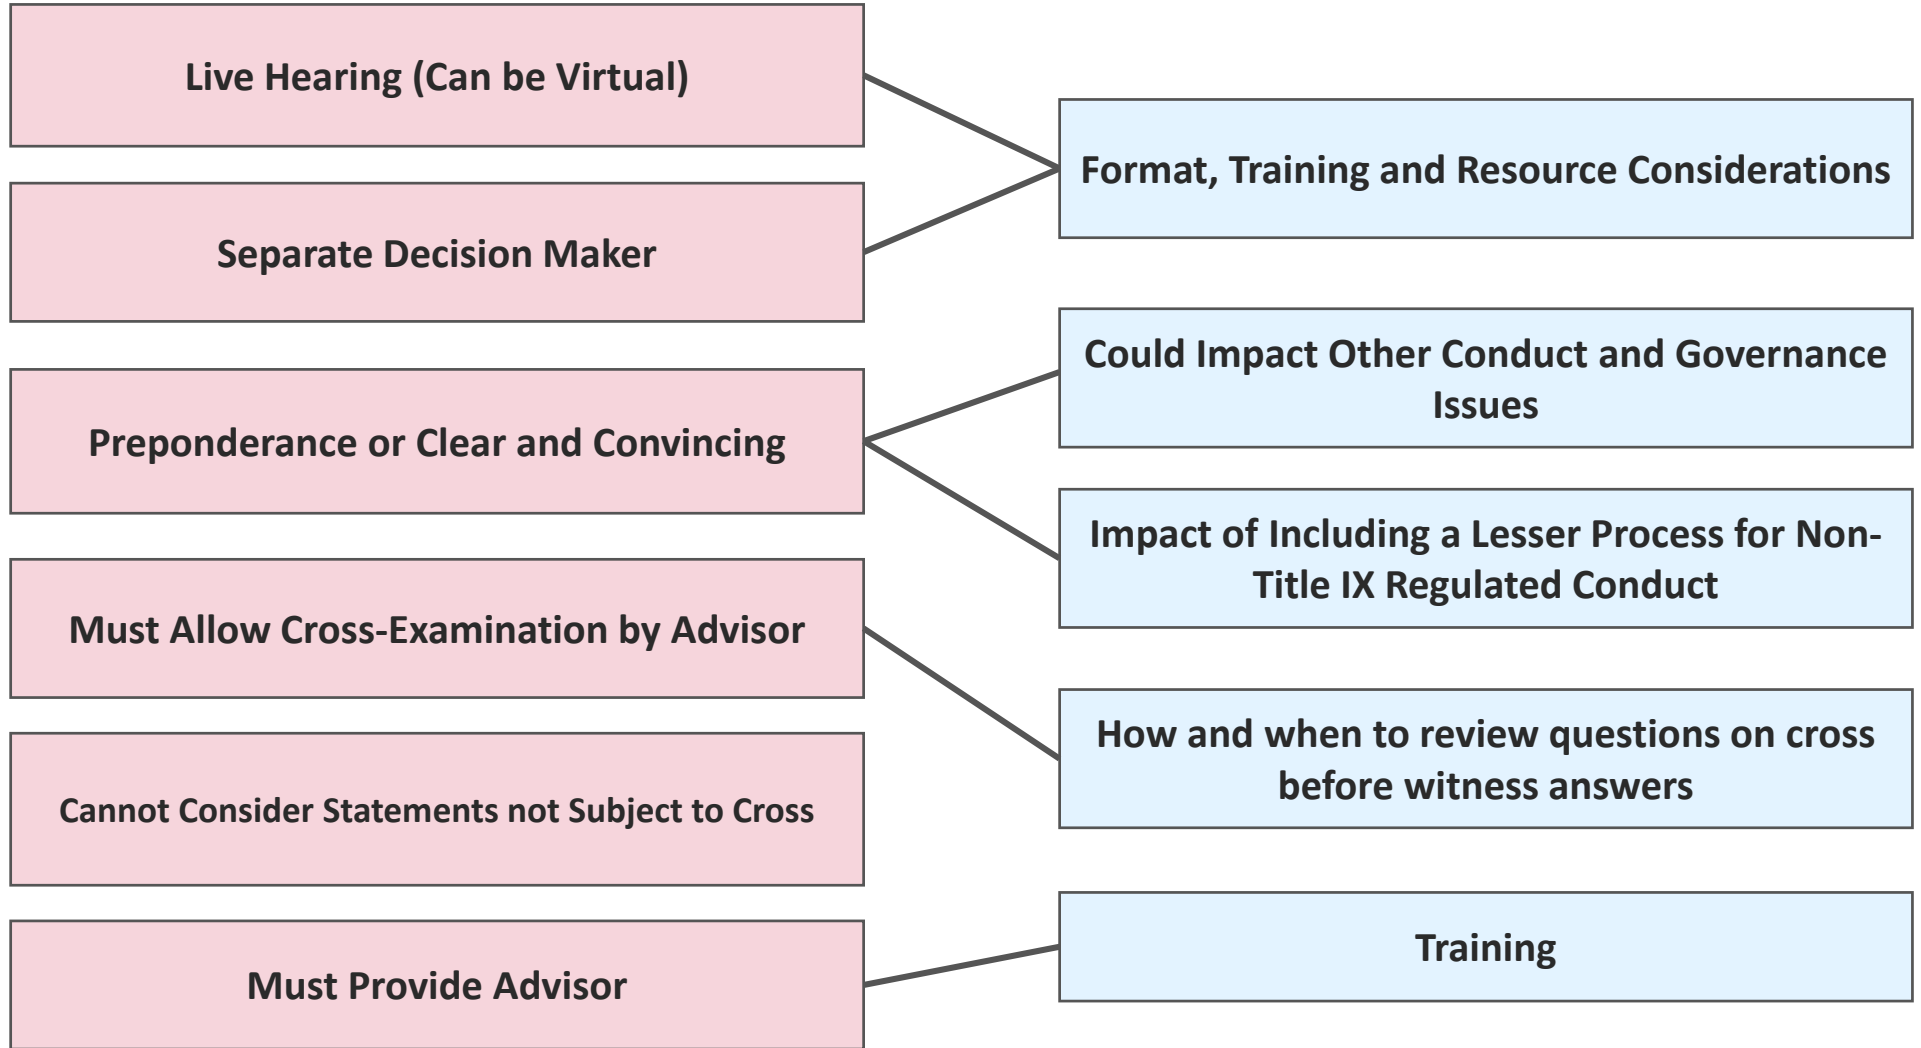 Live Hearing (Can be Virtual)
Separate Decision Maker
Preponderance or Clear and Convincing
Must Allow Cross-Examination by Advisor
Cannot Consider Statements not Subject to Cross
Must Provide Advisor
Format, Training and Resource Considerations
Could Impact Other Conduct and Governance
Issues
Impact of Including a Lesser Process for Non-
Title IX Regulated Conduct
How and when to review questions on cross
before witness answers
Training